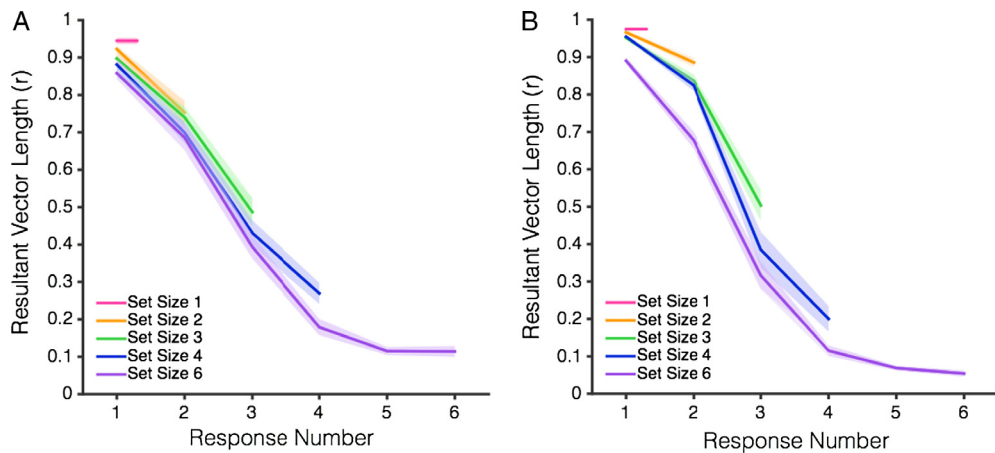 A
Resultant Vector Length (r)
1
0.9
0.8
0.7
0.6
0.5
0.4
0.3
0.2
0.1
0
Set Size 1
Set Size 2
Set Size 3
Set Size 4
Set Size 6
1 2 3 4 5 6
Response Number
B
Resultant Vector Length (r)
1
0.9
0.8
0.7
0.6
0.5
0.4
0.3
0.2
0.1
0
Set Size 1
Set Size 2
Set Size 3
Set Size 4
Set Size 6
1 2 3 4 5 6
Response Number